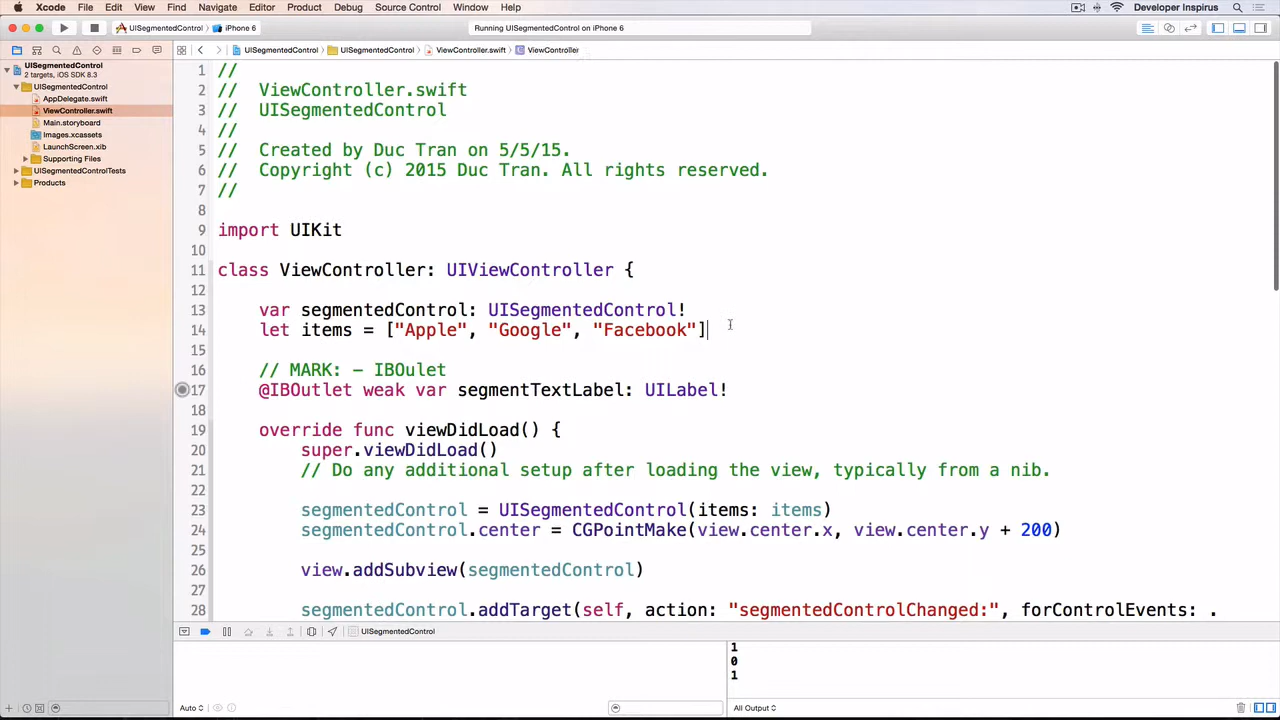 Xcode File Edit View Find Navigate Editor Product Debug Source Control Window Help Developer Inspirus
UISegmentedControl iPhone 6 Running UISegmentedControl on iPhone 6
UISegmentedControl UISegmentedControl ViewController.swift ViewController
UISegmentedControl
2 targets, iOS SDK 8.3
UISegmentedControl
AppDelegate.swift
ViewController.swift
Main.storyboard
Images.xcassets
LaunchScreen.xib
Supporting Files
UISegmentedControlTests
Products
1 //
2 // ViewController.swift
3 // UISegmentedControl
4 //
5 // Created by Duc Tran on 5/5/15.
6 // Copyright (c) 2015 Duc Tran. All rights reserved.
7 //
8
9 import UIKit
10
11 class ViewController: UIViewController {
12
13 var segmentedControl: UISegmentedControl!
14 let items = ["Apple", "Google", "Facebook"]
15
16 // MARK: - IBOulet
17 @IBOutlet weak var segmentTextLabel: UILabel!
18
19 override func viewDidLoad() {
20 super.viewDidLoad()
21 // Do any additional setup after loading the view, typically from a nib.
22
23 segmentedControl = UISegmentedControl(items: items)
24 segmentedControl.center = CGPointMake(view.center.x, view.center.y + 200)
25
26 view.addSubview(segmentedControl)
27
28 segmentedControl.addTarget(self, action: "segmentedControlChanged:", forControlEvents: .
UISegmentedControl
1
0
1
Auto All Output